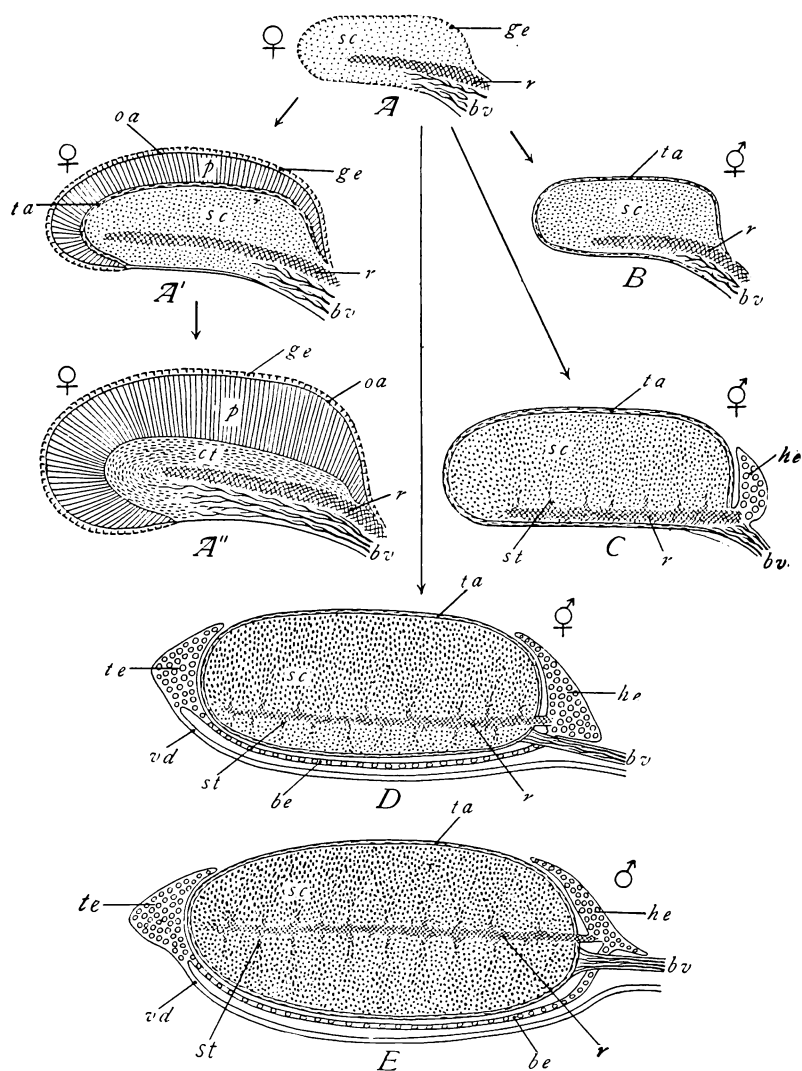 ♀ sc ge
r
A bv
oa
♀ p ge ta ⚥
ta sc sc
r r
A' bv B bv
ge
♀ oa ta ⚥
p
ct sc he
r
A" bv st C r bv.
ta ⚥
te sc he
vd bv
st be D r
ta
♂
te sc he
bv
vd
st E be r